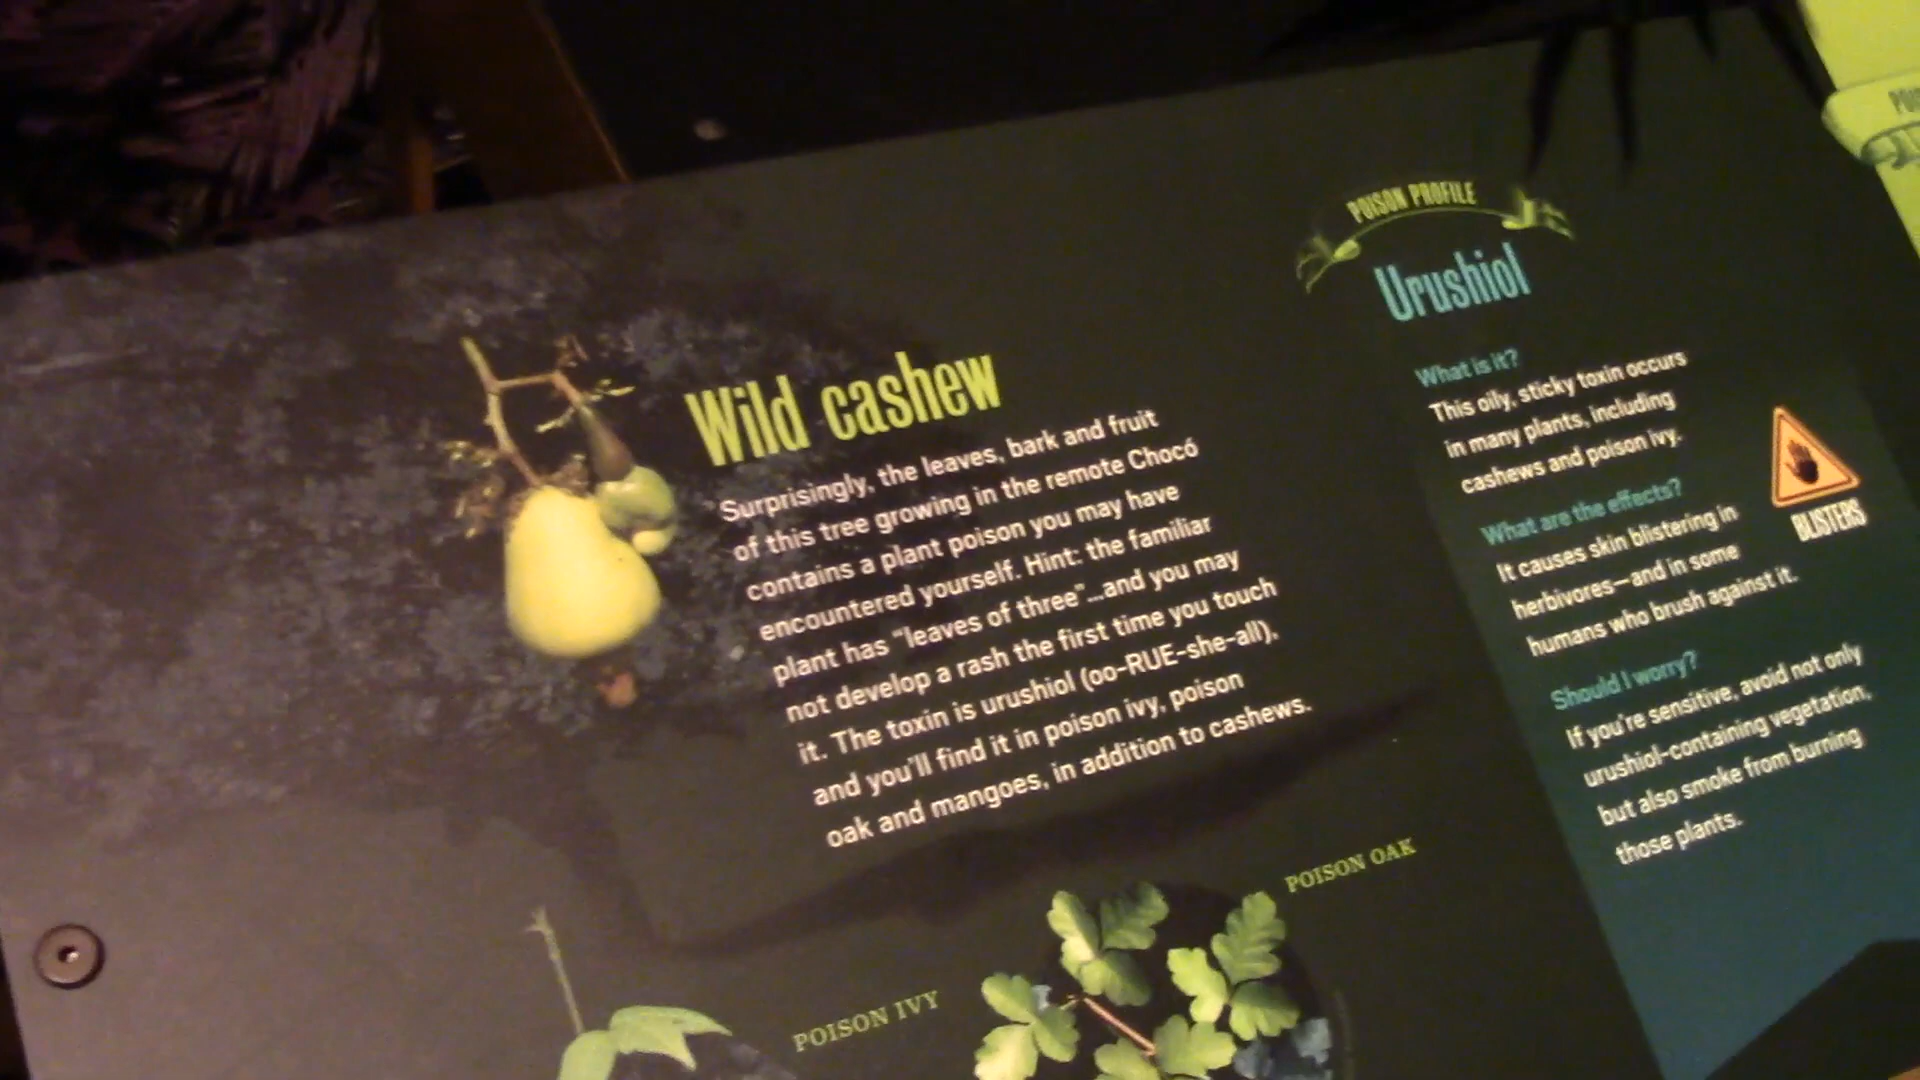 Wild cashew
Surprisingly, the leaves, bark and fruit
of this tree growing in the remote Chocó
contains a plant poison you may have
encountered yourself. Hint: the familiar
plant has "leaves of three"...and you may
not develop a rash the first time you touch
it. The toxin is urushiol (oo-RUE-she-all),
and you'll find it in poison ivy, poison
oak and mangoes, in addition to cashews.
POISON IVY
POISON OAK
POISON PROFILE
Urushiol
What is it?
This oily, sticky toxin occurs
in many plants, including
cashews and poison ivy.
What are the effects?
It causes skin blistering in
herbivores—and in some
humans who brush against it.
BLISTERS
Should I worry?
If you're sensitive, avoid not only
urushiol-containing vegetation,
but also smoke from burning
those plants.